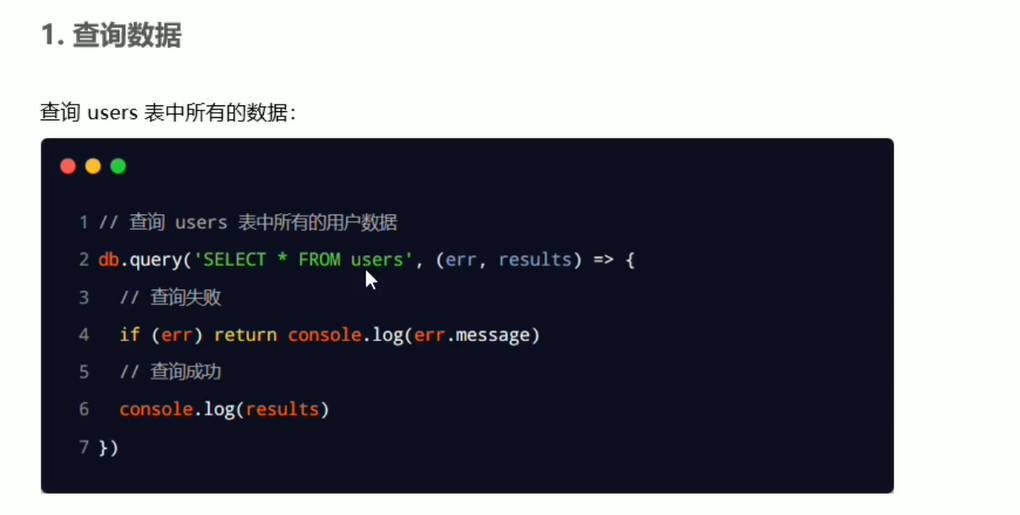 1. 查询数据
查询 users 表中所有的数据：
1 // 查询 users 表中所有的用户数据
2 db.query('SELECT * FROM users', (err, results) => {
3   // 查询失败
4   if (err) return console.log(err.message)
5   // 查询成功
6   console.log(results)
7 })